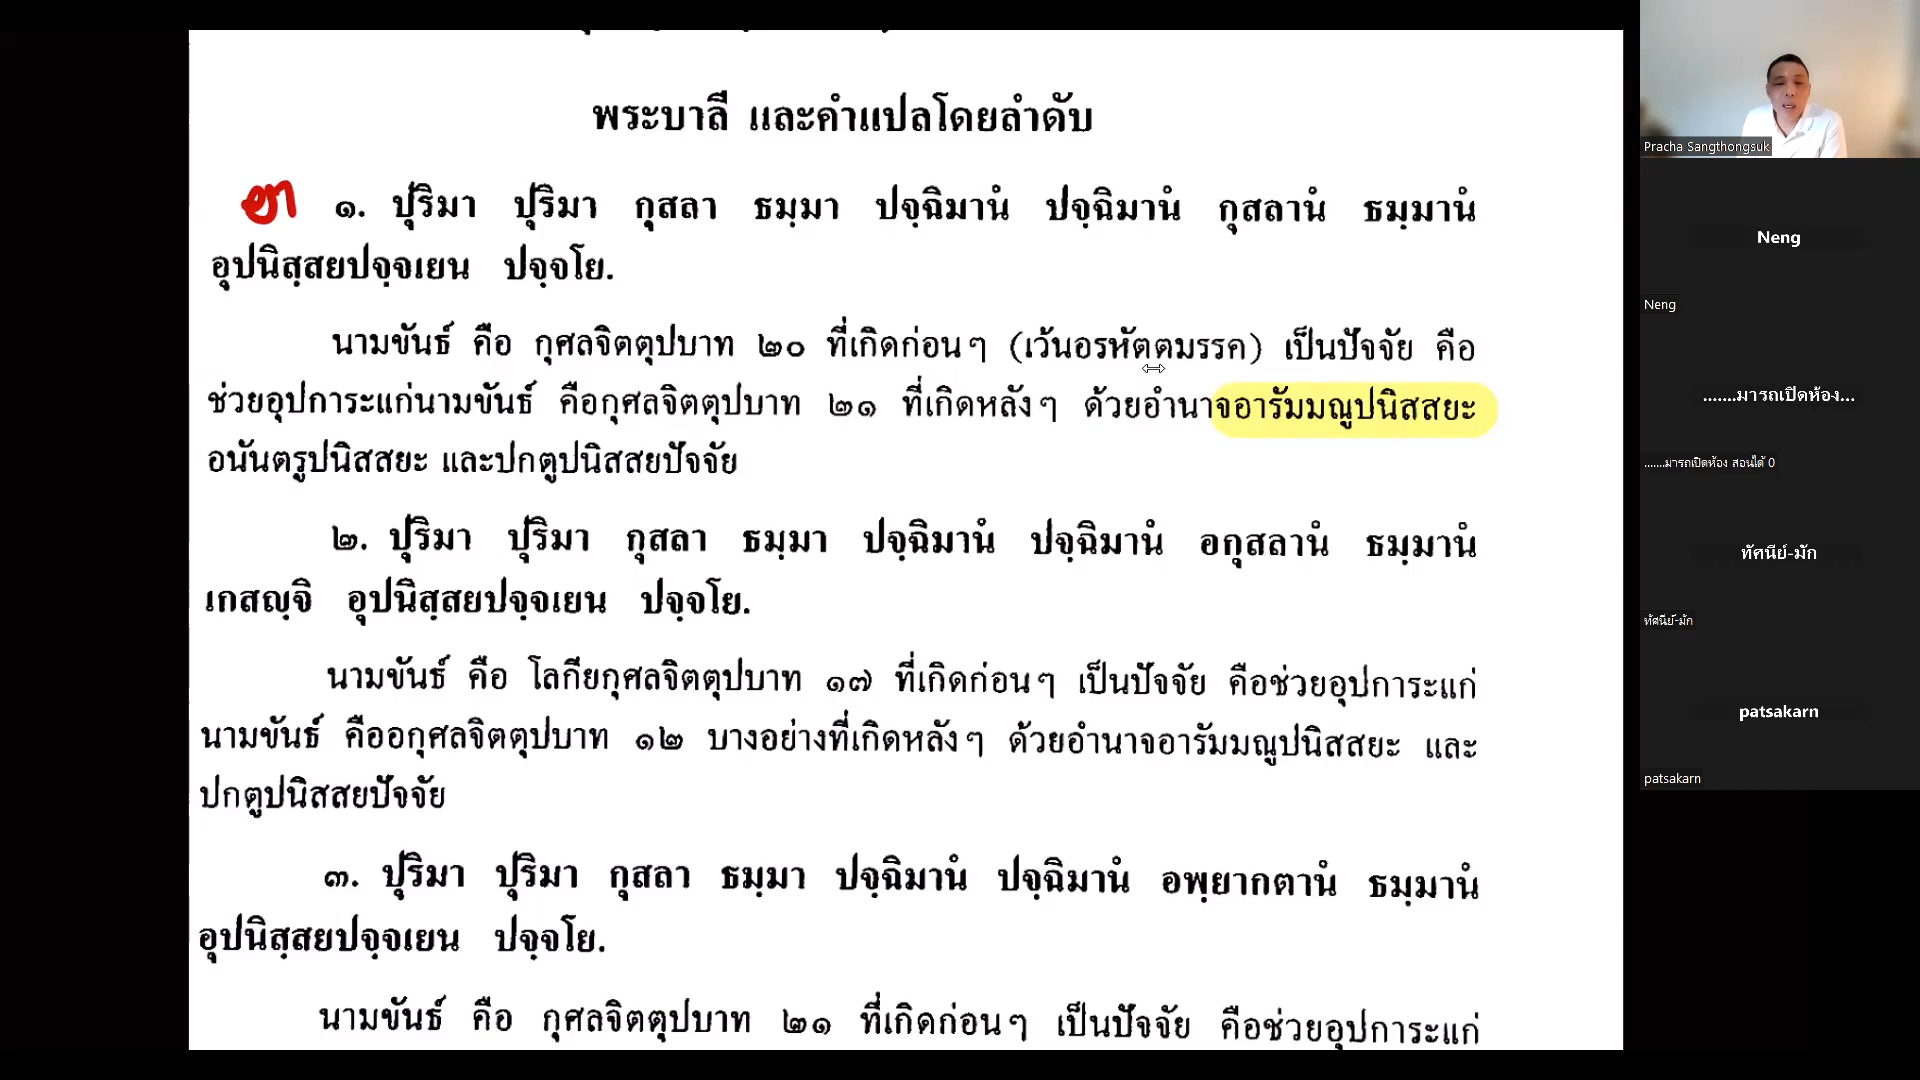 พระบาลี และคำแปลโดยลำดับ
๑. ปุริมา ปุริมา กุสลา ธมฺมา ปจฺฉิมานํ ปจฺฉิมานํ กุสลานํ ธมฺมานํ
อุปนิสฺสยปจฺจเยน ปจฺจโย.
นามขันธ์ คือ กุศลจิตตุปบาท ๒๐ ที่เกิดก่อนๆ (เว้นอรหัตตมรรค) เป็นปัจจัย คือ
ช่วยอุปการะแก่นามขันธ์ คือกุศลจิตตุปบาท ๒๑ ที่เกิดหลังๆ ด้วยอำนาจอารัมมณูปนิสสยะ
อนันตรูปนิสสยะ และปกตูปนิสสยปัจจัย
๒. ปุริมา ปุริมา กุสลา ธมฺมา ปจฺฉิมานํ ปจฺฉิมานํ อกุสลานํ ธมฺมานํ
เกสญฺจิ อุปนิสฺสยปจฺจเยน ปจฺจโย.
นามขันธ์ คือ โลกียกุศลจิตตุปบาท ๑๗ ที่เกิดก่อนๆ เป็นปัจจัย คือช่วยอุปการะแก่
นามขันธ์ คืออกุศลจิตตุปบาท ๑๒ บางอย่างที่เกิดหลังๆ ด้วยอำนาจอารัมมณูปนิสสยะ และ
ปกตูปนิสสยปัจจัย
๓. ปุริมา ปุริมา กุสลา ธมฺมา ปจฺฉิมานํ ปจฺฉิมานํ อพฺยากตานํ ธมฺมานํ
อุปนิสฺสยปจฺจเยน ปจฺจโย.
นามขันธ์ คือ กุศลจิตตุปบาท ๒๑ ที่เกิดก่อนๆ เป็นปัจจัย คือช่วยอุปการะแก่
Pracha Sangthongsuk
Neng
Neng
.......มารถเปิดห้อง...
.......มารถเปิดห้อง สอนได้ 0
ทัศนีย์-มัก
ทัศนีย์-มัก
patsakarn
patsakarn